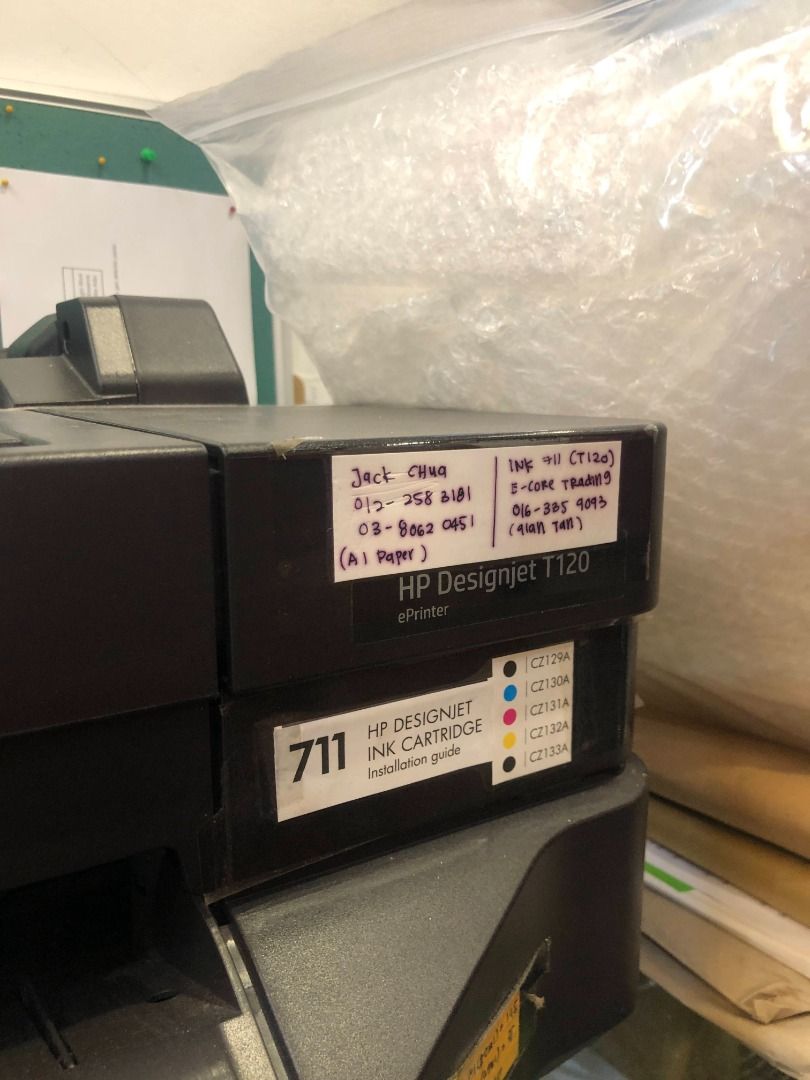 Jack CHua
012-258 3181
03-8062 0451
(A1 Paper)
INK 711 (T120)
E-CORE TRADING
016-335 9093
(alan Tan)
HP Designjet T120
ePrinter
711
HP DESIGNJET
INK CARTRIDGE
Installation guide
CZ129A
CZ130A
CZ131A
CZ132A
CZ133A